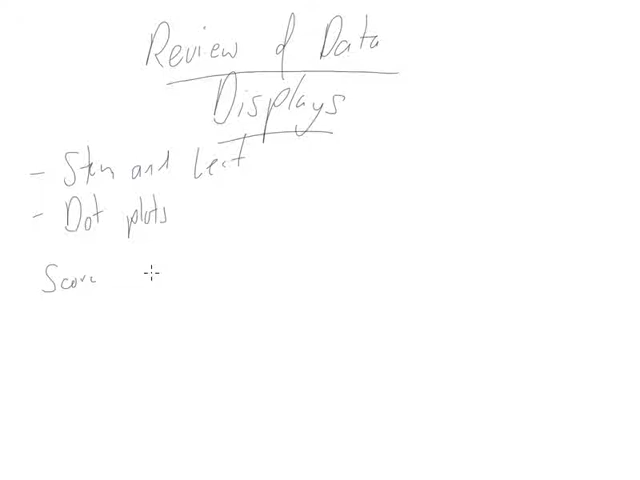 Review of Data
Displays
- Stem and Leaf
- Dot plots
Score